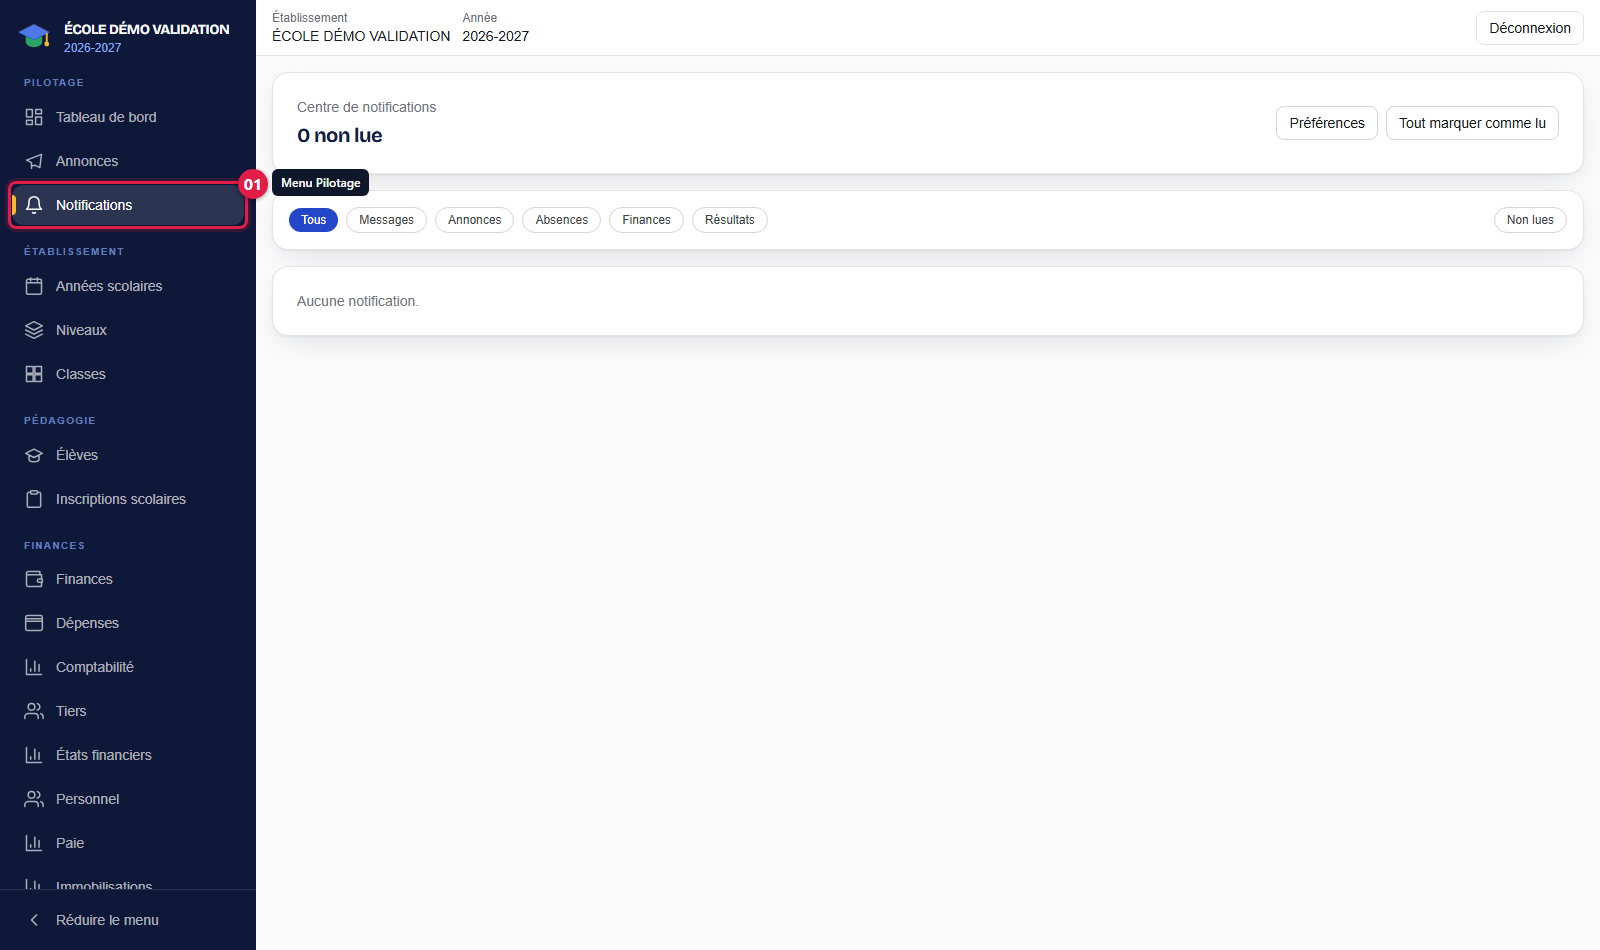 ÉCOLE DÉMO VALIDATION
2026-2027
PILOTAGE
Tableau de bord
Annonces
Notifications
ÉTABLISSEMENT
Années scolaires
Niveaux
Classes
PÉDAGOGIE
Élèves
Inscriptions scolaires
FINANCES
Finances
Dépenses
Comptabilité
Tiers
États financiers
Personnel
Paie
Immobilisations
Réduire le menu
Établissement
ÉCOLE DÉMO VALIDATION
Année
2026-2027
Déconnexion
Centre de notifications
0 non lue
Préférences
Tout marquer comme lu
01
Menu Pilotage
Tous
Messages
Annonces
Absences
Finances
Résultats
Non lues
Aucune notification.